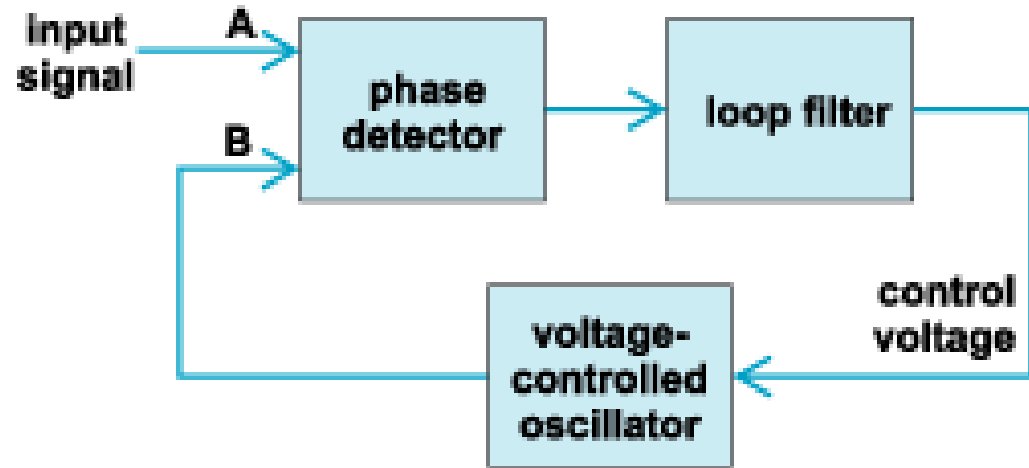 input
signal
A
B
phase
detector
loop filter
control
voltage
voltage-
controlled
oscillator